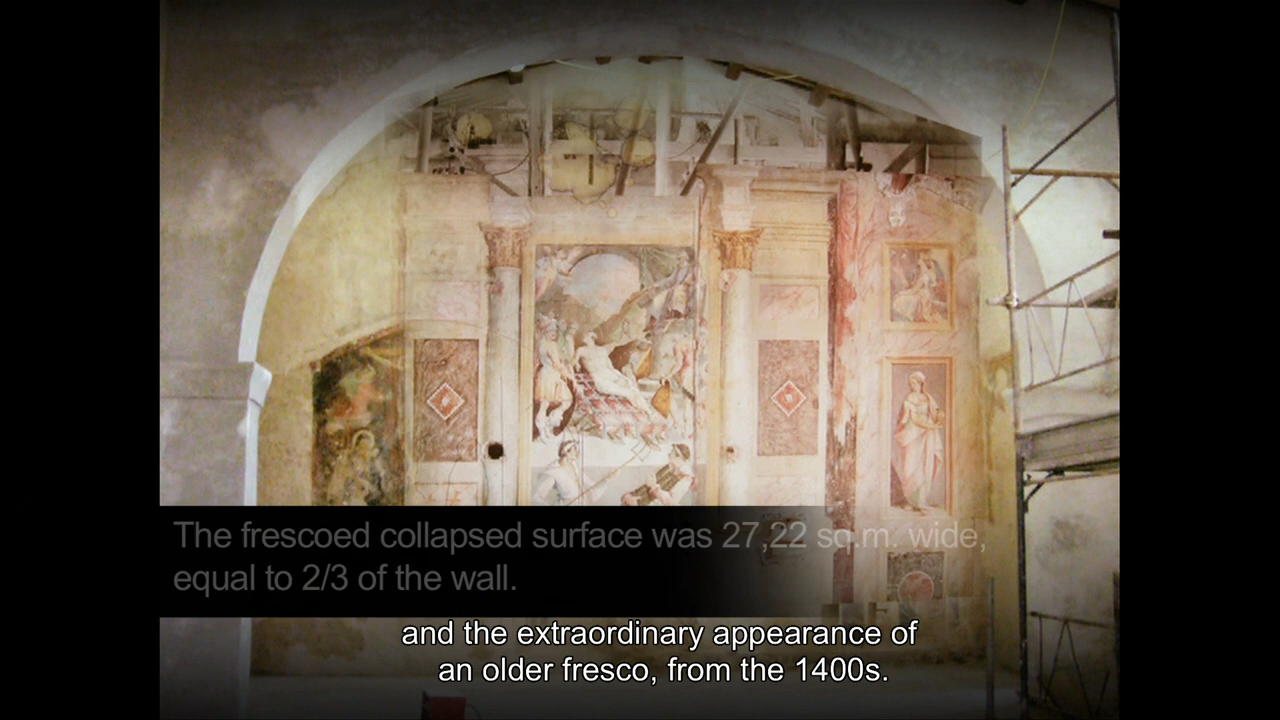 The frescoed collapsed surface was 27,22 sq.m. wide,
equal to 2/3 of the wall.
and the extraordinary appearance of
an older fresco, from the 1400s.